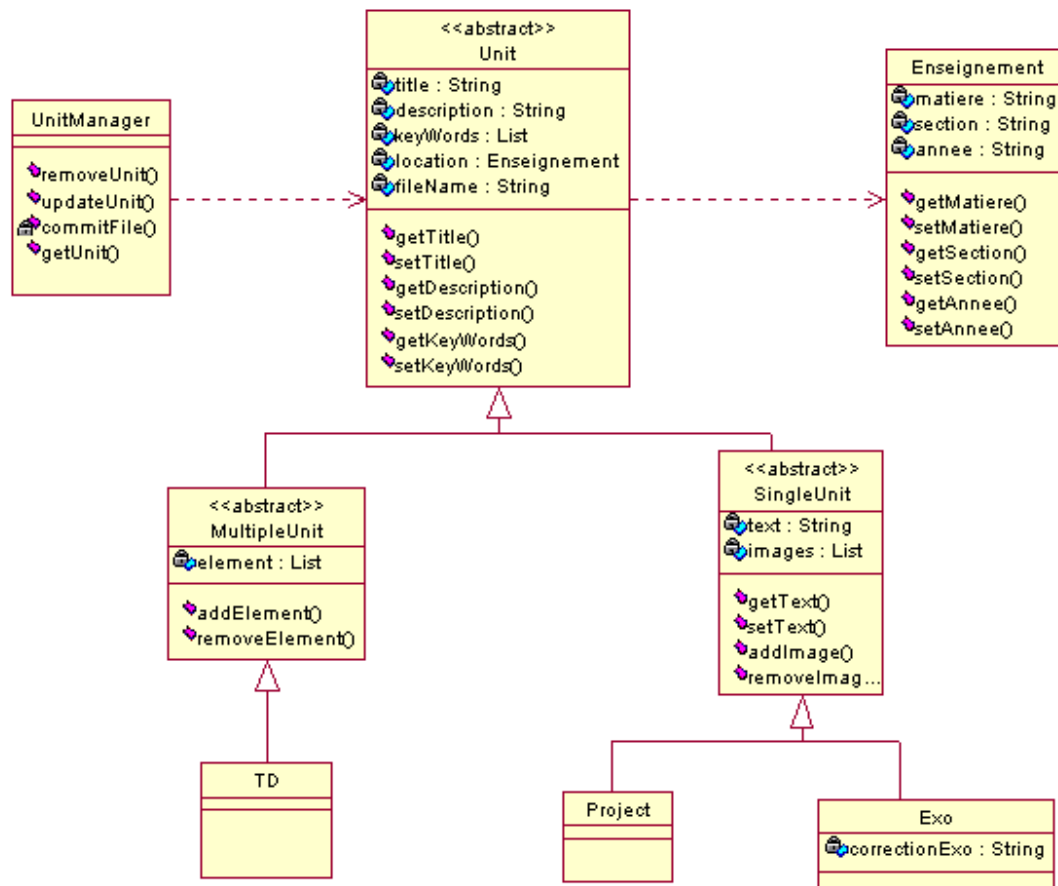 UnitManager
removeUnit()
updateUnit()
commitFile()
getUnit()
<<abstract>>
Unit
title : String
description : String
keyWords : List
location : Enseignement
fileName : String
getTitle()
setTitle()
getDescription()
setDescription()
getKeyWords()
setKeyWords()
Enseignement
matiere : String
section : String
annee : String
getMatiere()
setMatiere()
getSection()
setSection()
getAnnee()
setAnnee()
<<abstract>>
MultipleUnit
element : List
addElement()
removeElement()
<<abstract>>
SingleUnit
text : String
images : List
getText()
setText()
addImage()
removeImag...
TD
Project
Exo
correctionExo : String